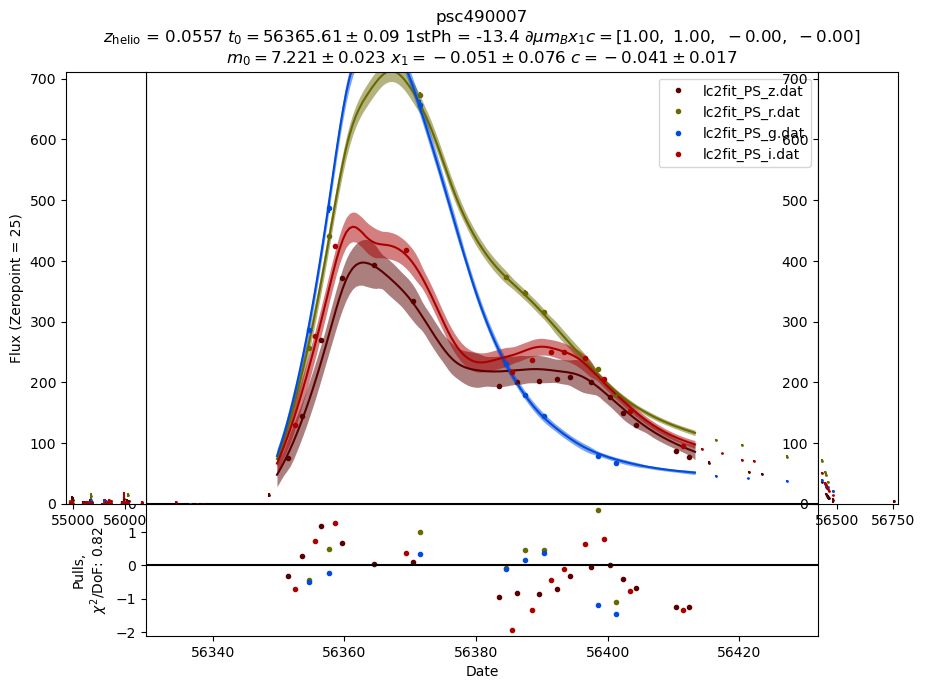 psc490007
z_helio = 0.0557 t_0 = 56365.61 ± 0.09 1stPh = -13.4 ∂μm_Bx_1c = [1.00, 1.00, −0.00, −0.00]
m_0 = 7.221 ± 0.023 x_1 = −0.051 ± 0.076 c = −0.041 ± 0.017
Flux (Zeropoint = 25)
700
600
500
400
300
200
100
0
700
600
500
400
300
200
100
0
lc2fit_PS_z.dat
lc2fit_PS_r.dat
lc2fit_PS_g.dat
lc2fit_PS_i.dat
55000
56000
56500
56750
Pulls,
χ²/DoF: 0.82
1
0
−1
−2
56340
56360
56380
56400
56420
Date